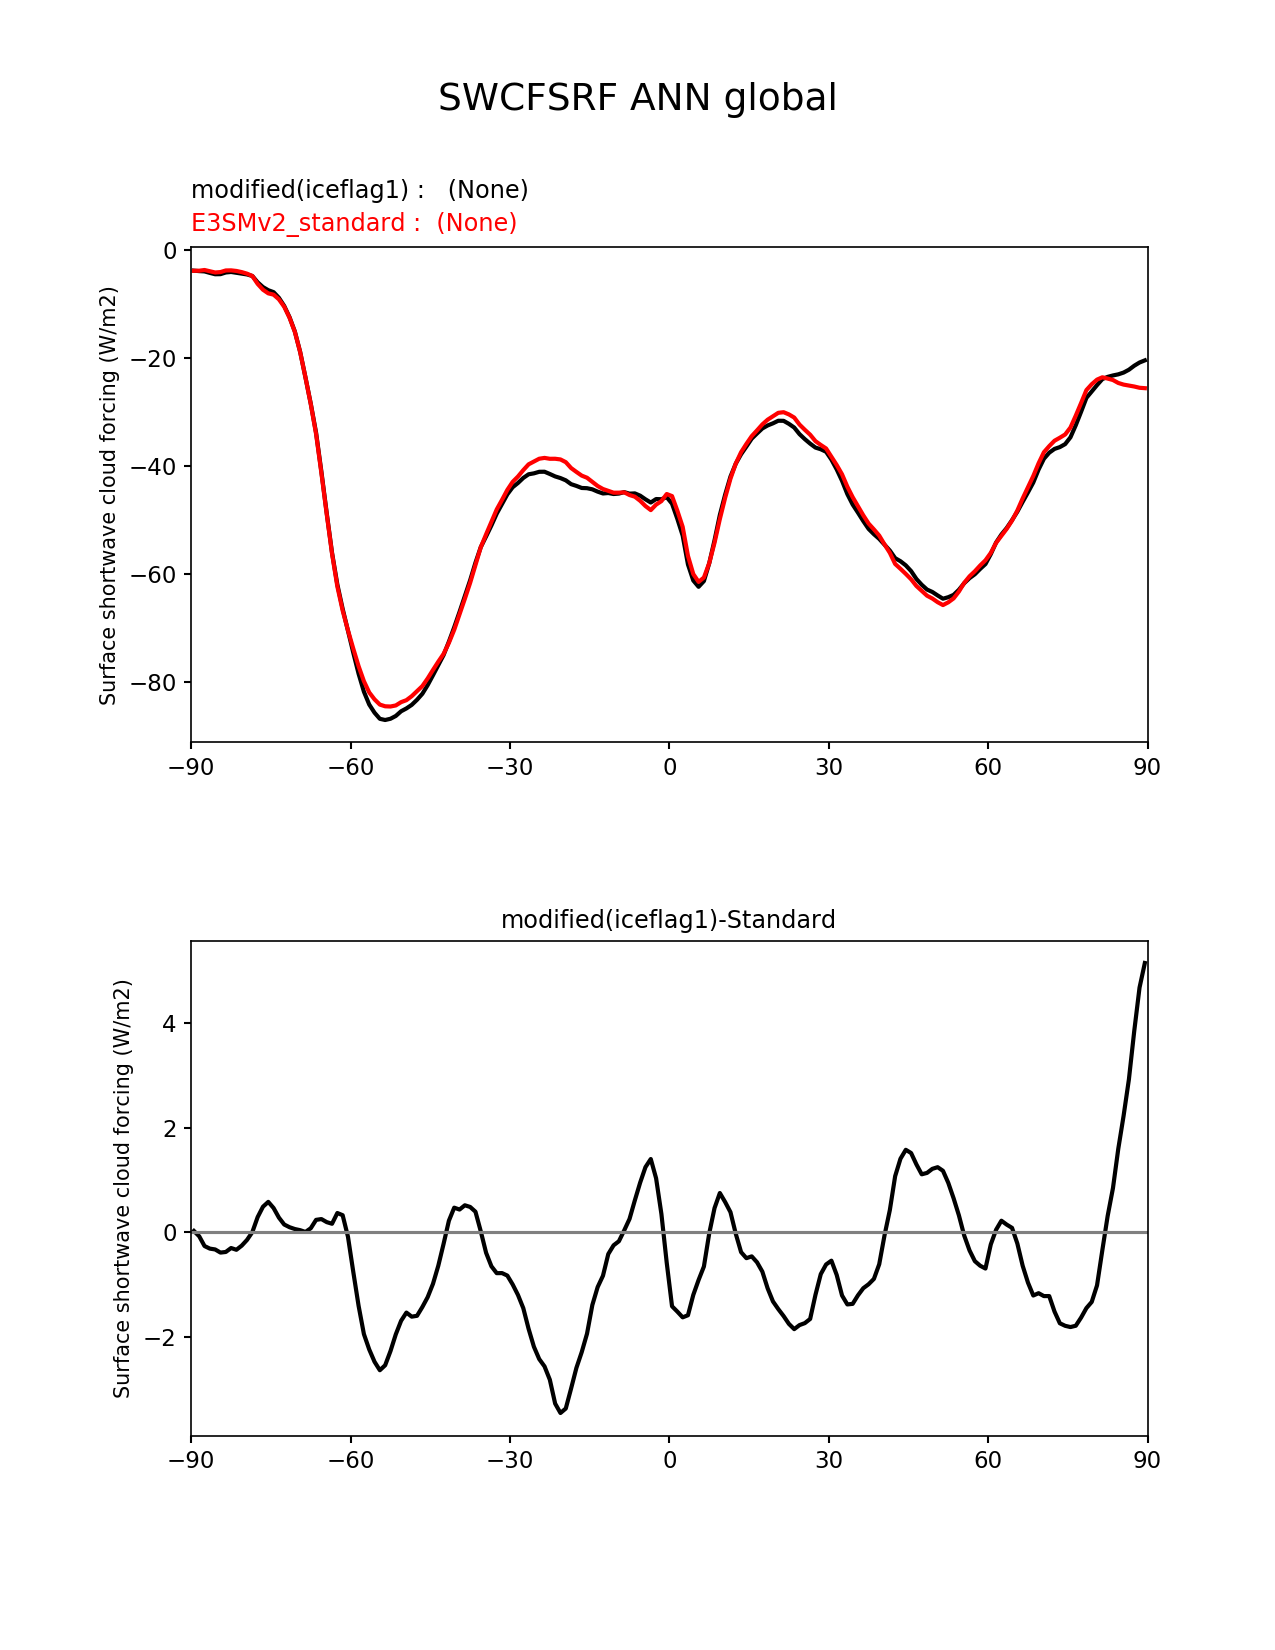 SWCFSRF ANN global
modified(iceflag1) :   (None)
E3SMv2_standard :  (None)
Surface shortwave cloud forcing (W/m2)
0
−20
−40
−60
−80
−90 −60 −30 0 30 60 90
modified(iceflag1)-Standard
Surface shortwave cloud forcing (W/m2)
4
2
0
−2
−90 −60 −30 0 30 60 90